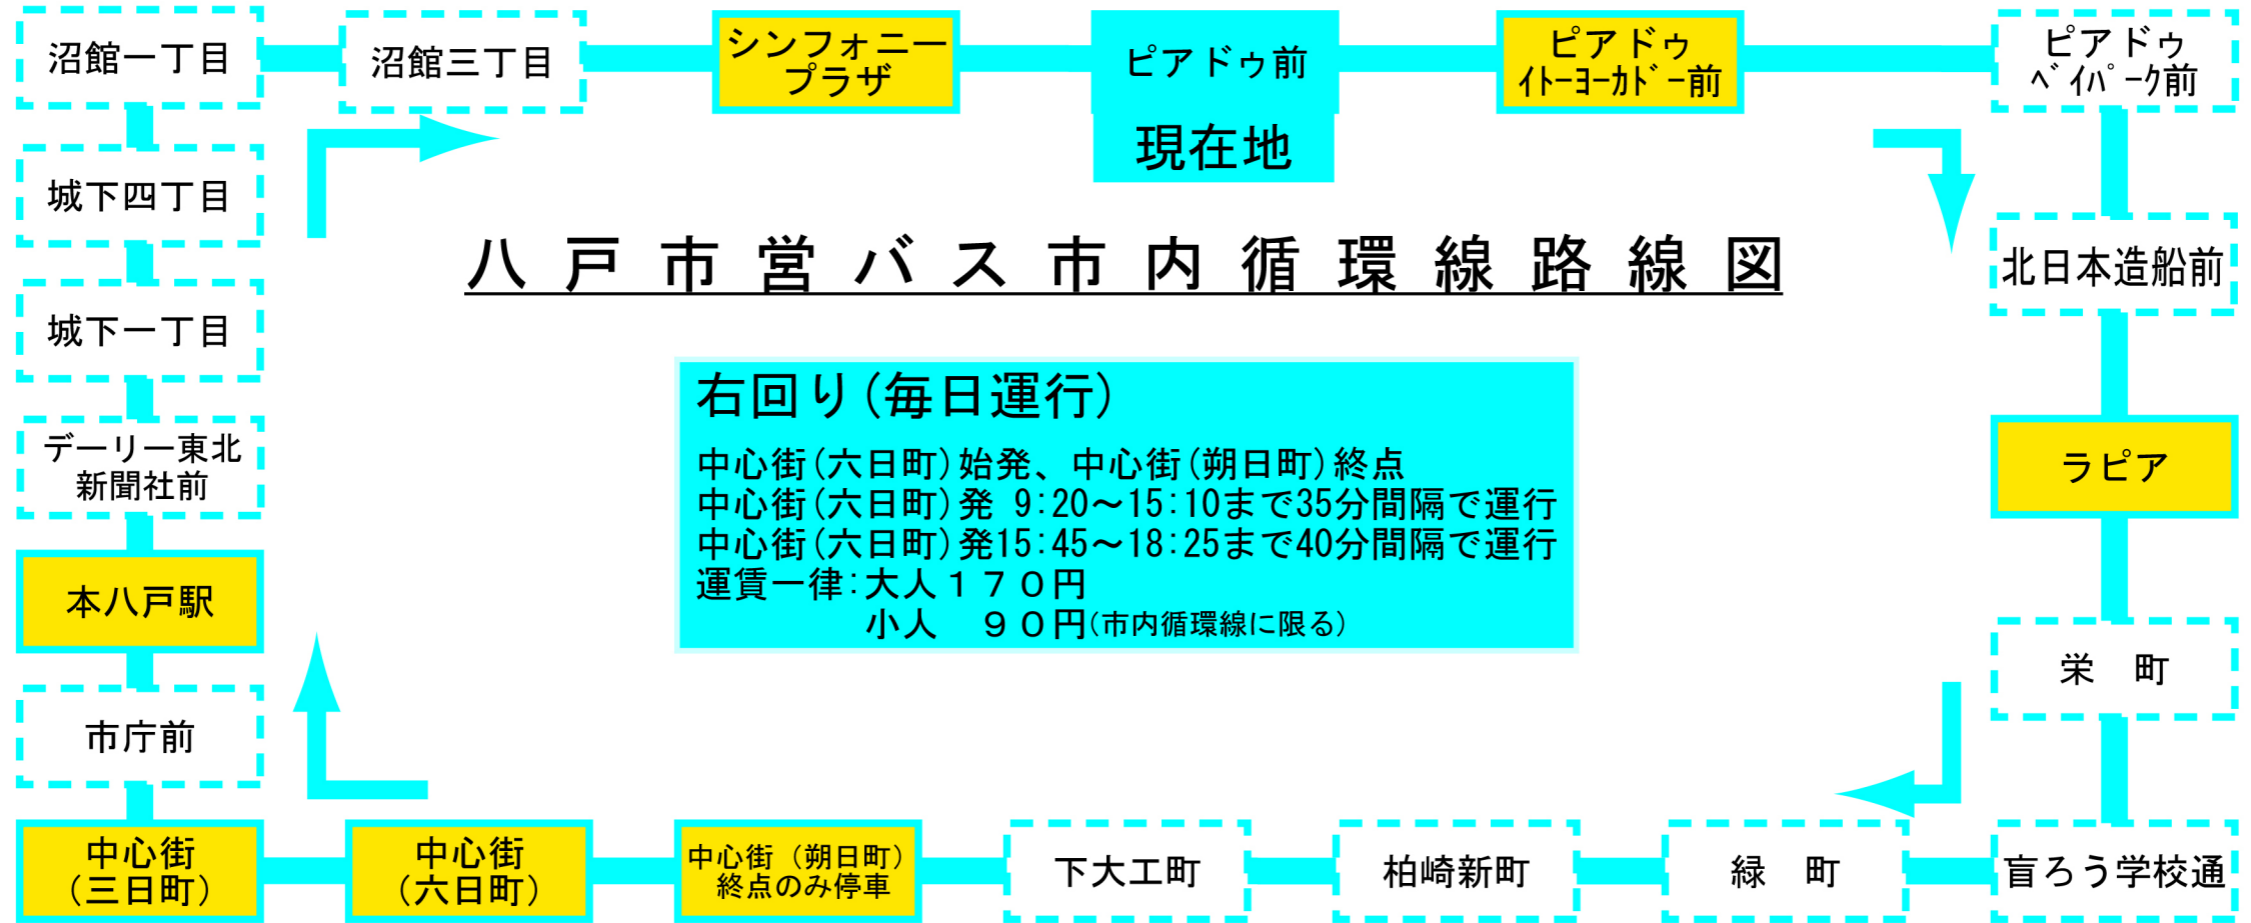 沼館一丁目
沼館三丁目
シンフォニー
プラザ
ピアドゥ前
現在地
ピアドゥ
ｲﾄｰﾖｰｶﾄﾞｰ前
ピアドゥ
ﾍﾞｲﾊﾟｰｸ前
城下四丁目
城下一丁目
デーリー東北
新聞社前
本八戸駅
市庁前
八戸市営バス市内循環線路線図
右回り(毎日運行)
中心街(六日町)始発、中心街(朔日町)終点
中心街(六日町)発 9:20～15:10まで35分間隔で運行
中心街(六日町)発15:45～18:25まで40分間隔で運行
運賃一律:大人１７０円
小人　９０円(市内循環線に限る)
北日本造船前
ラピア
栄　町
中心街
(三日町)
中心街
(六日町)
中心街（朔日町）
終点のみ停車
下大工町
柏崎新町
緑　町
盲ろう学校通